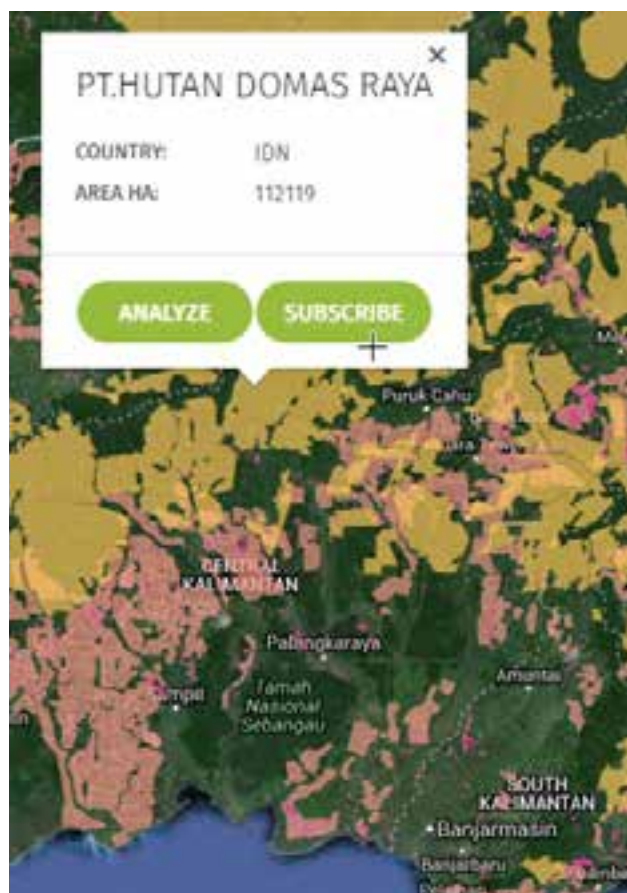 PT.HUTAN DOMAS RAYA
COUNTRY: IDN
AREA HA: 112119
ANALYZE SUBSCRIBE
Puruk Cahu
CENTRAL
KALIMANTAN
Palangkaraya
Taman
Nasional
Sebangau
Amuntai
SOUTH
KALIMANTAN
Banjarmasin
Banjarbaru